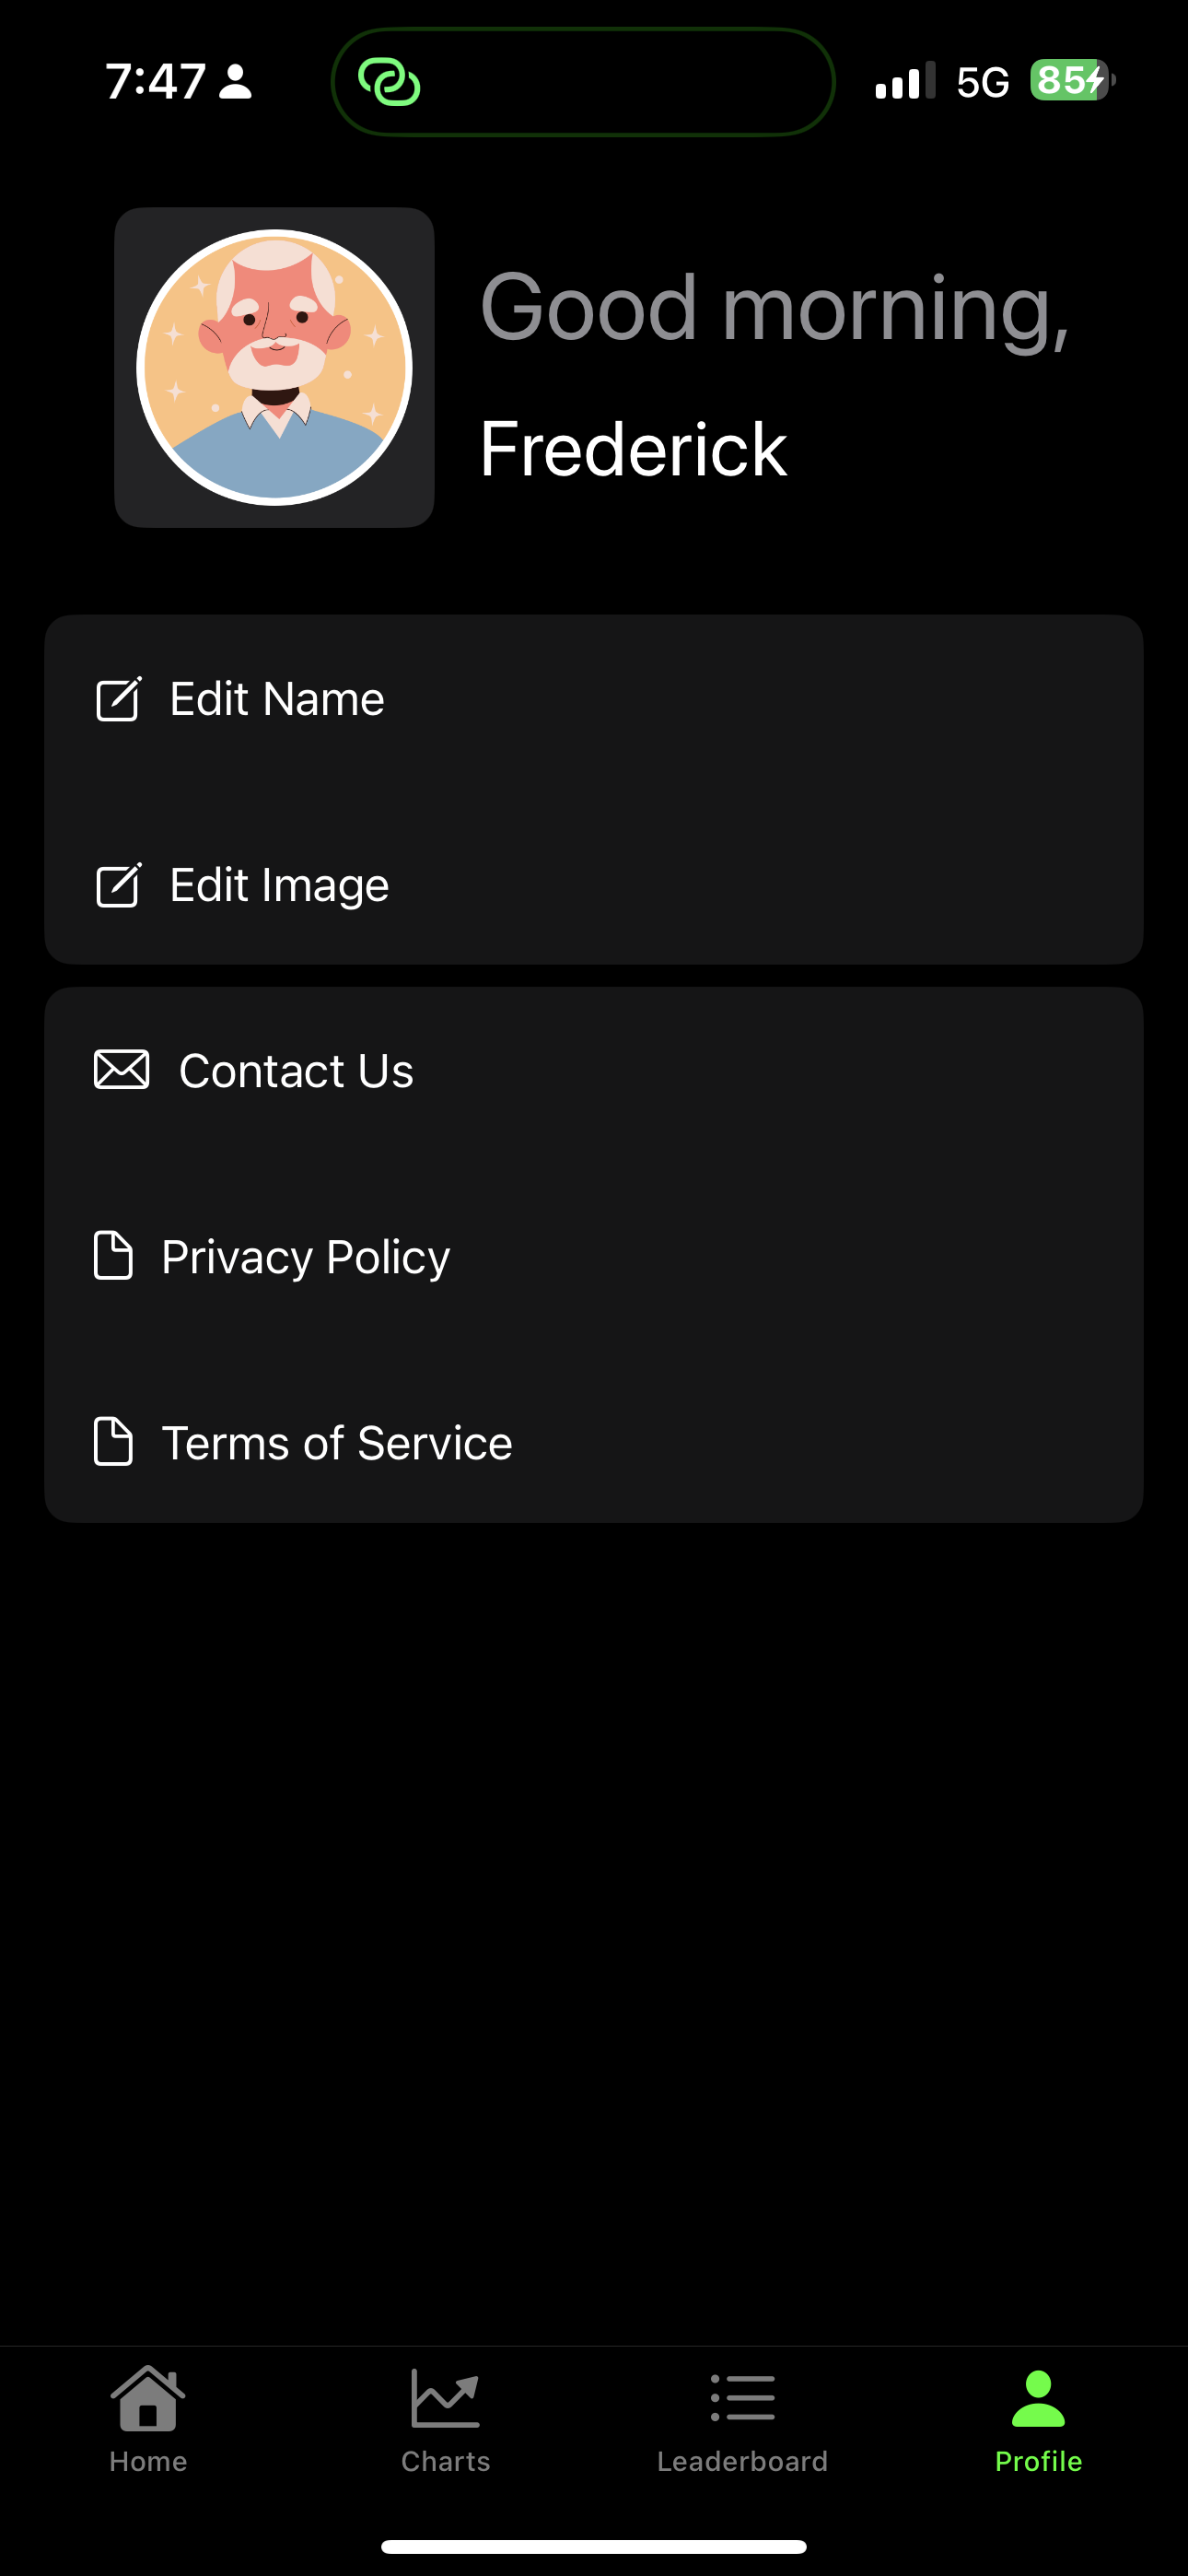 7:47
5G
85
Good morning,
Frederick
Edit Name
Edit Image
Contact Us
Privacy Policy
Terms of Service
Home
Charts
Leaderboard
Profile